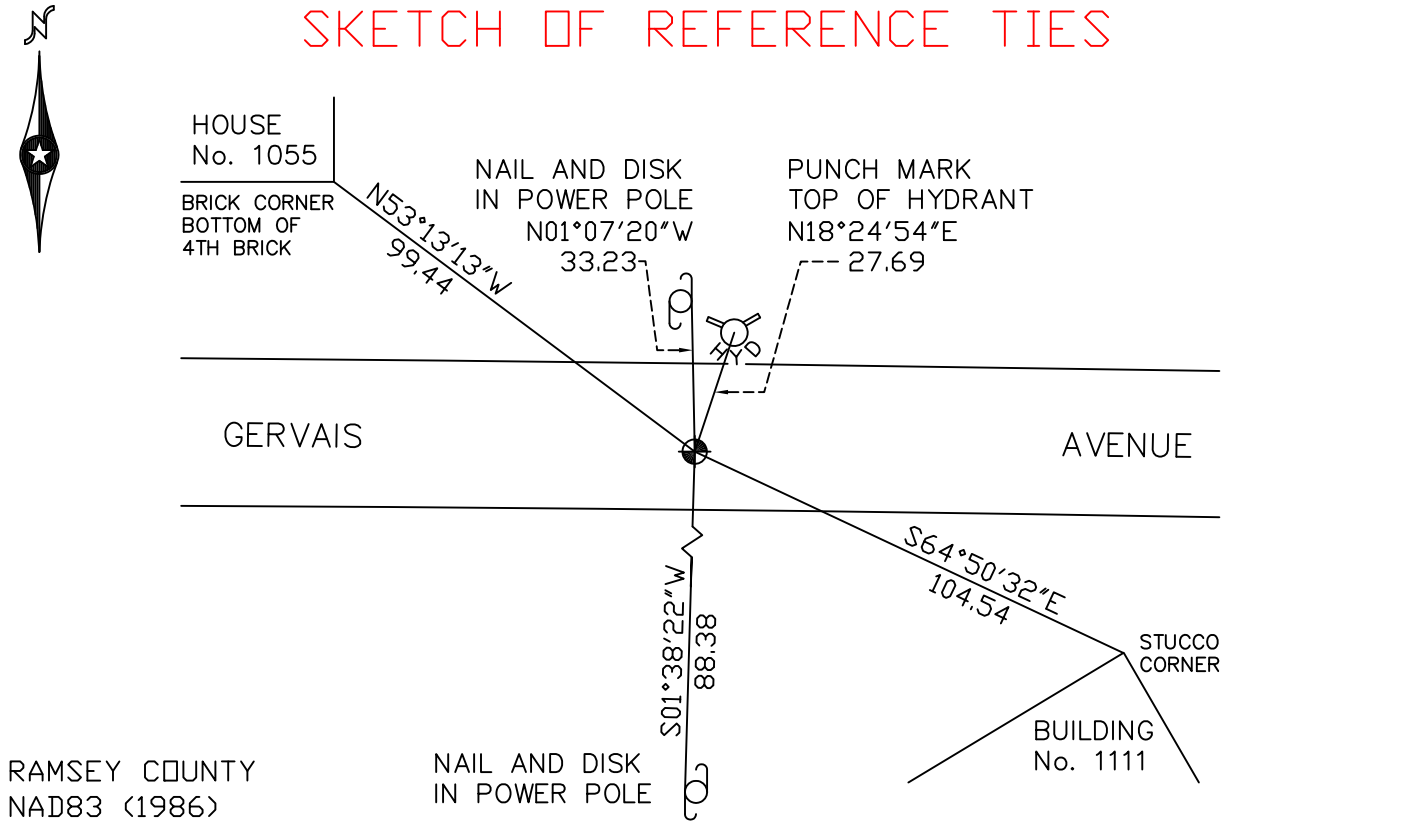 N
SKETCH OF REFERENCE TIES
HOUSE
No. 1055
BRICK CORNER
BOTTOM OF
4TH BRICK
N53°13'13"W
99.44
NAIL AND DISK
IN POWER POLE
N01°07'20"W
33.23
PUNCH MARK
TOP OF HYDRANT
N18°24'54"E
27.69
HYD
GERVAIS
AVENUE
S64°50'32"E
104.54
S01°38'22"W
88.38
STUCCO
CORNER
BUILDING
No. 1111
NAIL AND DISK
IN POWER POLE
RAMSEY COUNTY
NAD83 (1986)